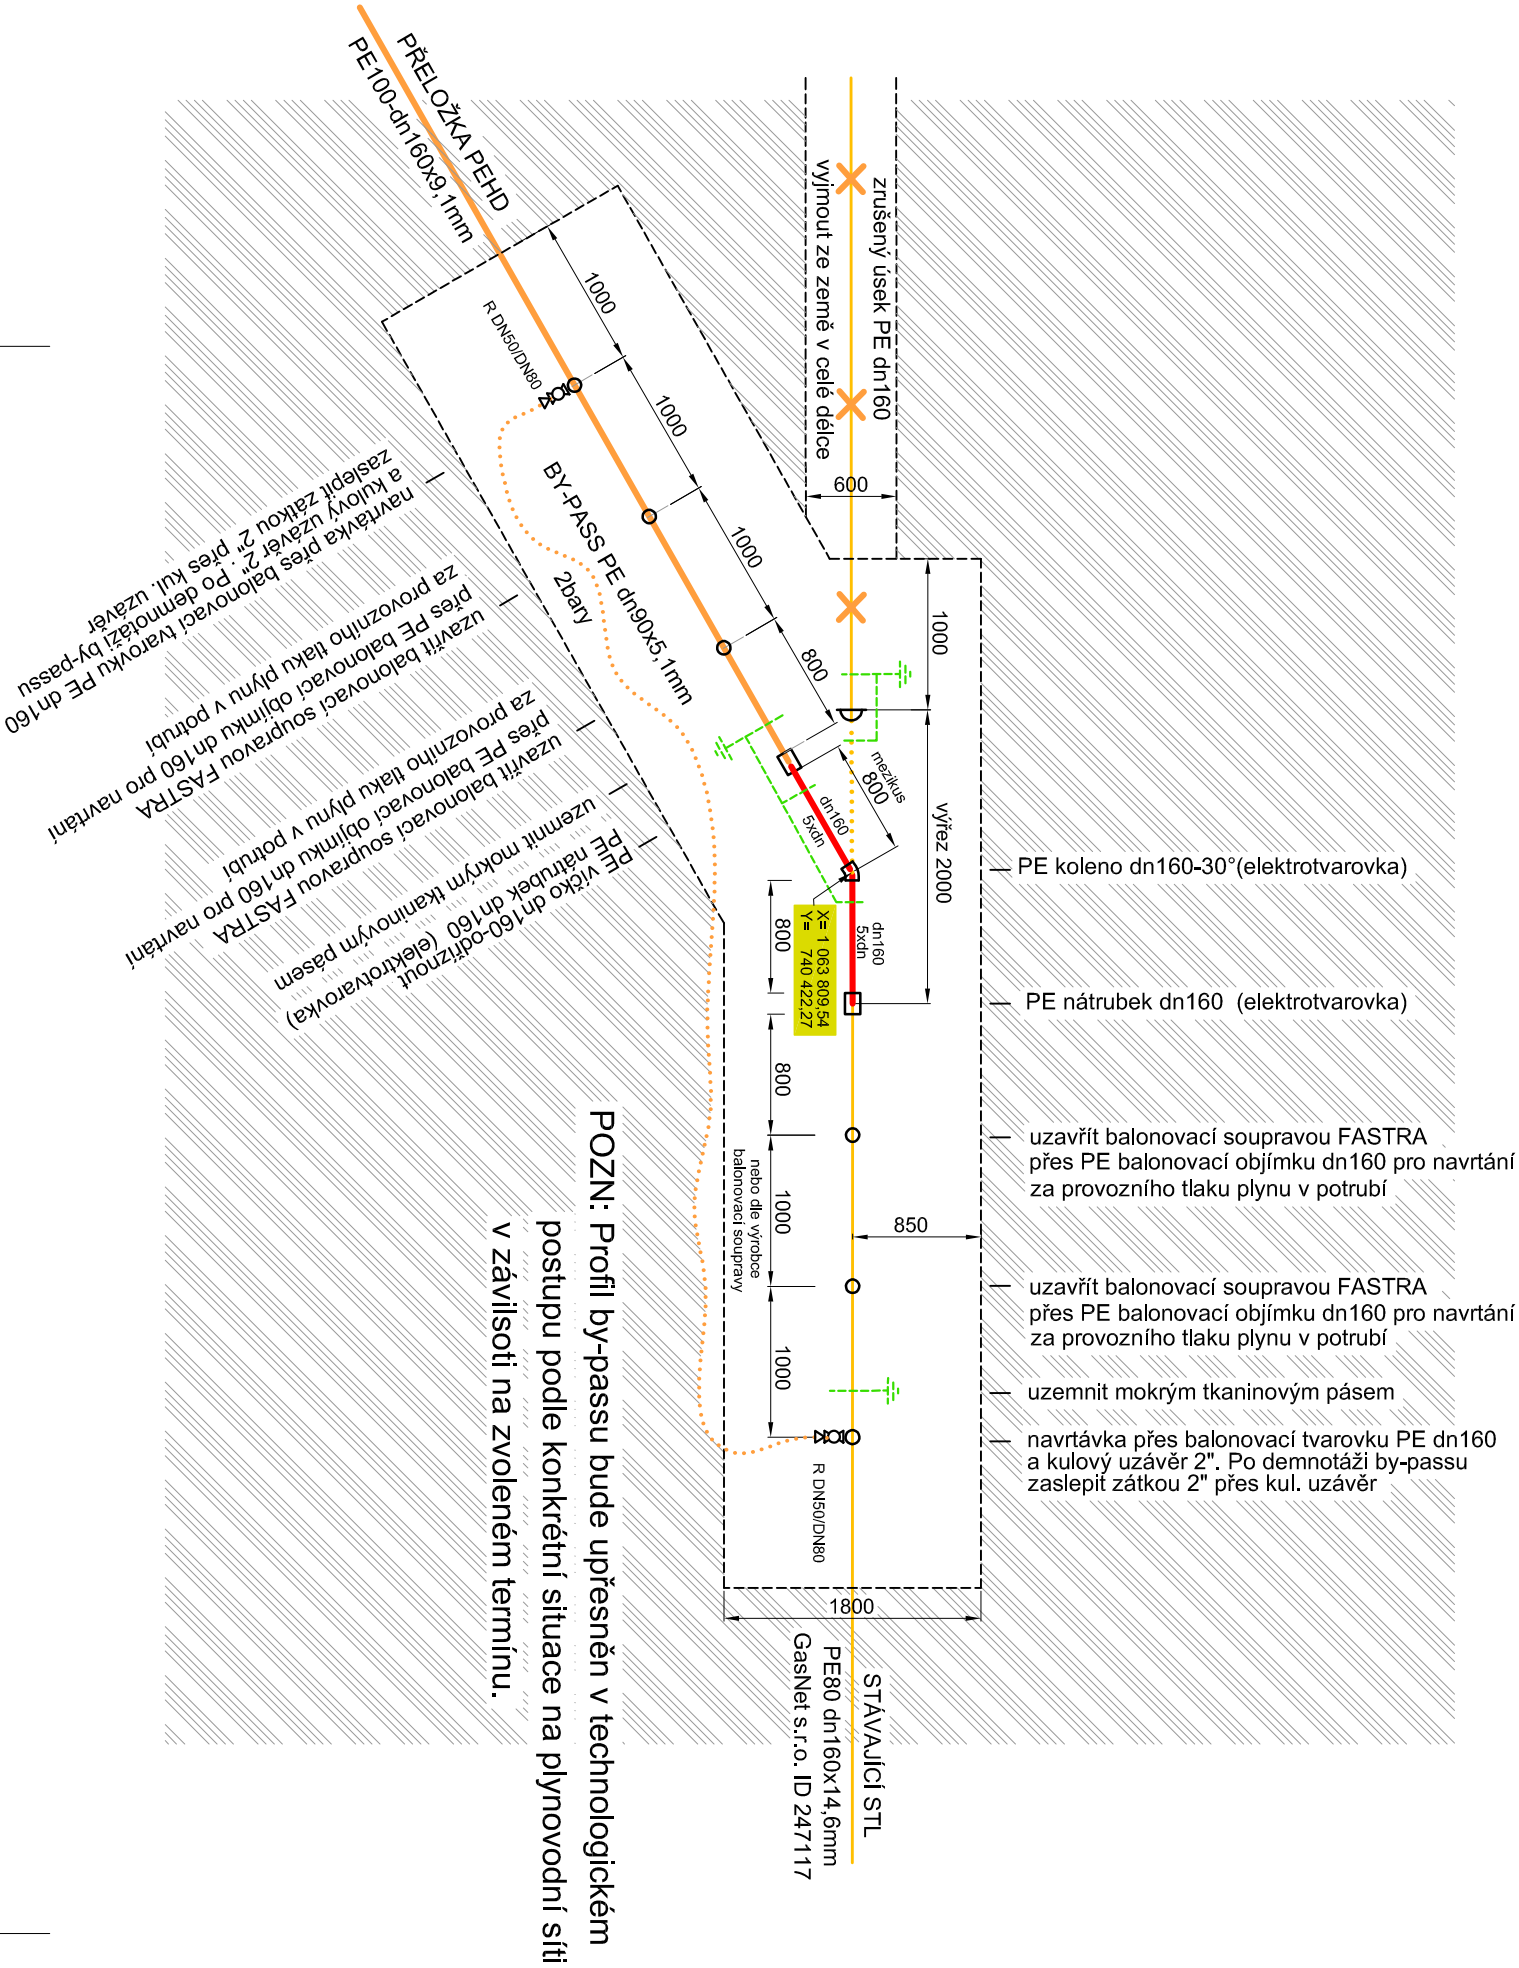 PŘELOŽKA PEHD
PE100-dn160x9,1mm
zrušený úsek PE dn160
vyjmout ze země v celé délce
600
1000
1000
1000
800
R DN50/DN80
BY-PASS PE dn90x5,1mm
2bary
1000
výřez 2000
mezikus
800
dn160
5xdn
dn160
5xdn
X= 1 063 809,54
Y= 740 422,27
800
800
1000
nebo dle výrobce
balonovací soupravy
1000
850
R DN50/DN80
1800
STÁVAJÍCÍ STL
PE80 dn160x14,6mm
GasNet s.r.o. ID 247117
PE koleno dn160-30°(elektrotvarovka)
PE nátrubek dn160 (elektrotvarovka)
uzavřít balonovací soupravou FASTRA
přes PE balonovací objímku dn160 pro navrtání
za provozního tlaku plynu v potrubí
uzavřít balonovací soupravou FASTRA
přes PE balonovací objímku dn160 pro navrtání
za provozního tlaku plynu v potrubí
uzemnit mokrým tkaninovým pásem
navrtávka přes balonovací tvarovku PE dn160
a kulový uzávěr 2". Po demnotáži by-passu
zaslepit zátkou 2" přes kul. uzávěr
navrtávka přes balonovací tvarovku PE dn160
a kulový uzávěr 2". Po demnotáži by-passu
zaslepit zátkou 2" přes kul. uzávěr
uzavřít balonovací soupravou FASTRA
přes PE balonovací objímku dn160 pro navrtání
za provozního tlaku plynu v potrubí
uzavřít balonovací soupravou FASTRA
přes PE balonovací objímku dn160 pro navrtání
za provozního tlaku plynu v potrubí
uzemnit mokrým tkaninovým pásem
PE nátrubek dn160 (elektrotvarovka)
PE víčko dn160-odříznout
POZN: Profil by-passu bude upřesněn v technologickém
postupu podle konkrétní situace na plynovodní síti
v závilsoti na zvoleném termínu.